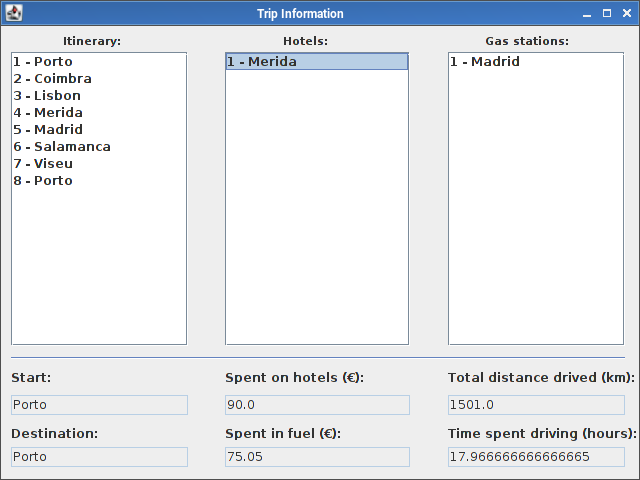 Trip Information
Itinerary:
1 - Porto
2 - Coimbra
3 - Lisbon
4 - Merida
5 - Madrid
6 - Salamanca
7 - Viseu
8 - Porto
Hotels:
1 - Merida
Gas stations:
1 - Madrid
Start:
Porto
Spent on hotels (€):
90.0
Total distance drived (km):
1501.0
Destination:
Porto
Spent in fuel (€):
75.05
Time spent driving (hours):
17.966666666666665